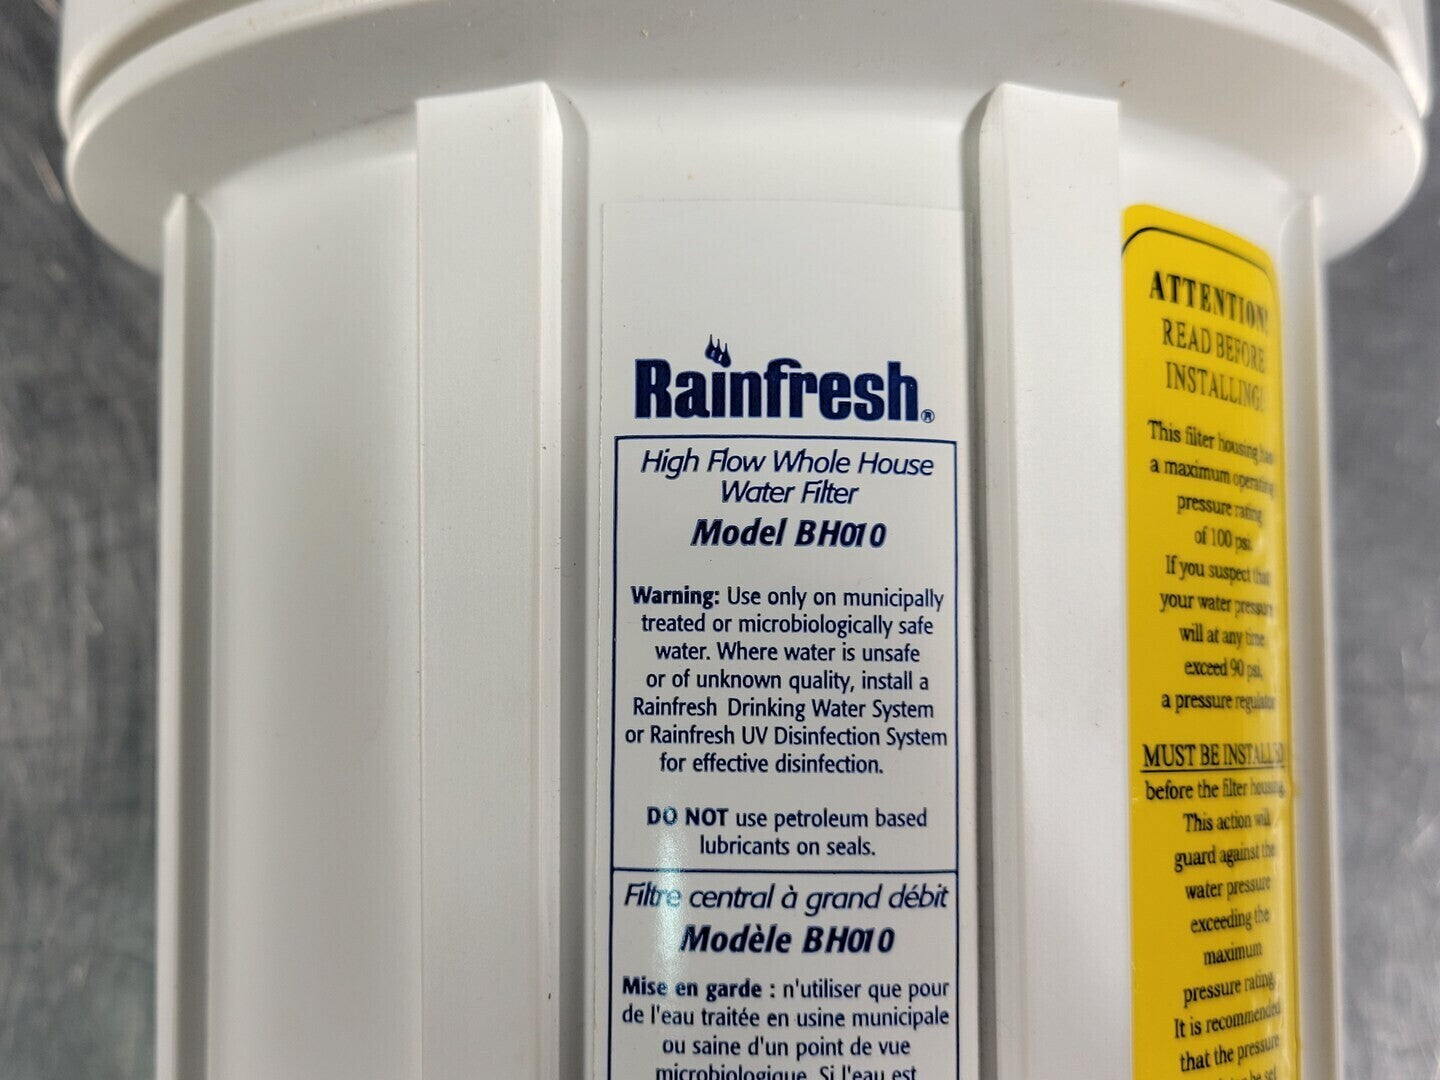 Rainfresh®
High Flow Whole House
Water Filter
Model BH010
Warning: Use only on municipally
treated or microbiologically safe
water. Where water is unsafe
or of unknown quality, install a
Rainfresh Drinking Water System
or Rainfresh UV Disinfection System
for effective disinfection.
DO NOT use petroleum based
lubricants on seals.
Filtre central à grand débit
Modèle BH010
Mise en garde : n'utiliser que pour
de l'eau traitée en usine municipale
ou saine d'un point de vue
microbiologique. Si l'eau est
ATTENTION!
READ BEFORE
INSTALLING!
This filter housing has
a maximum operating
pressure rating
of 100 psi.
If you suspect that
your water pressure
will at any time
exceed 90 psi,
a pressure regulator
MUST BE INSTALLED
before the filter housing.
This action will
guard against the
water pressure
exceeding the
maximum
pressure rating.
It is recommended
that the pressure
be set